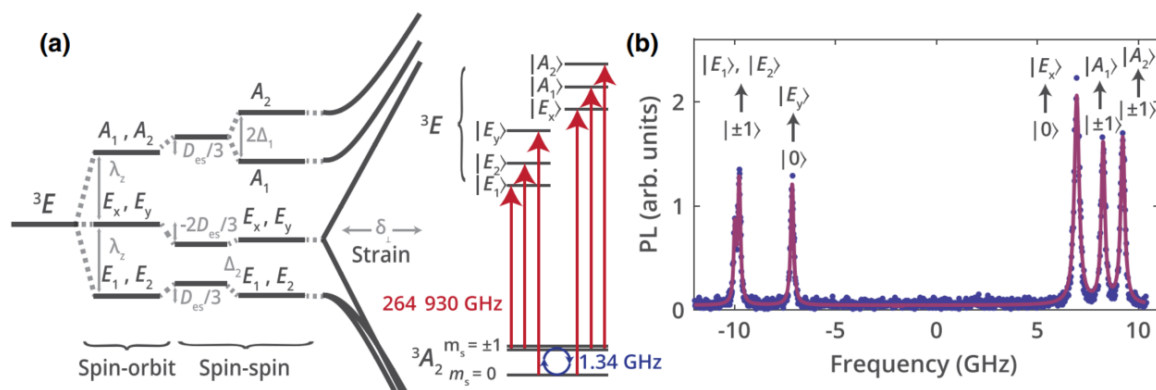 (a)
A₂
A₁ , A₂
D_es/3
2Δ₁
λ_z
A₁
³E
E_x , E_y
-2D_es/3
E_x , E_y
λ_z
Δ₂
E₁ , E₂
D_es/3
E₁ , E₂
Spin-orbit
Spin-spin
δ⊥
Strain
³E
|A₂⟩
|A₁⟩
|E_x⟩
|E_y⟩
|E₂⟩
|E₁⟩
264 930 GHz
³A₂
m_s = ±1
m_s = 0
1.34 GHz
(b)
|E₁⟩, |E₂⟩
|±1⟩
|E_y⟩
|0⟩
|E_x⟩
|0⟩
|A₁⟩
|±1⟩
|A₂⟩
|±1⟩
PL (arb. units)
2
1
0
-10 -5 0 5 10
Frequency (GHz)